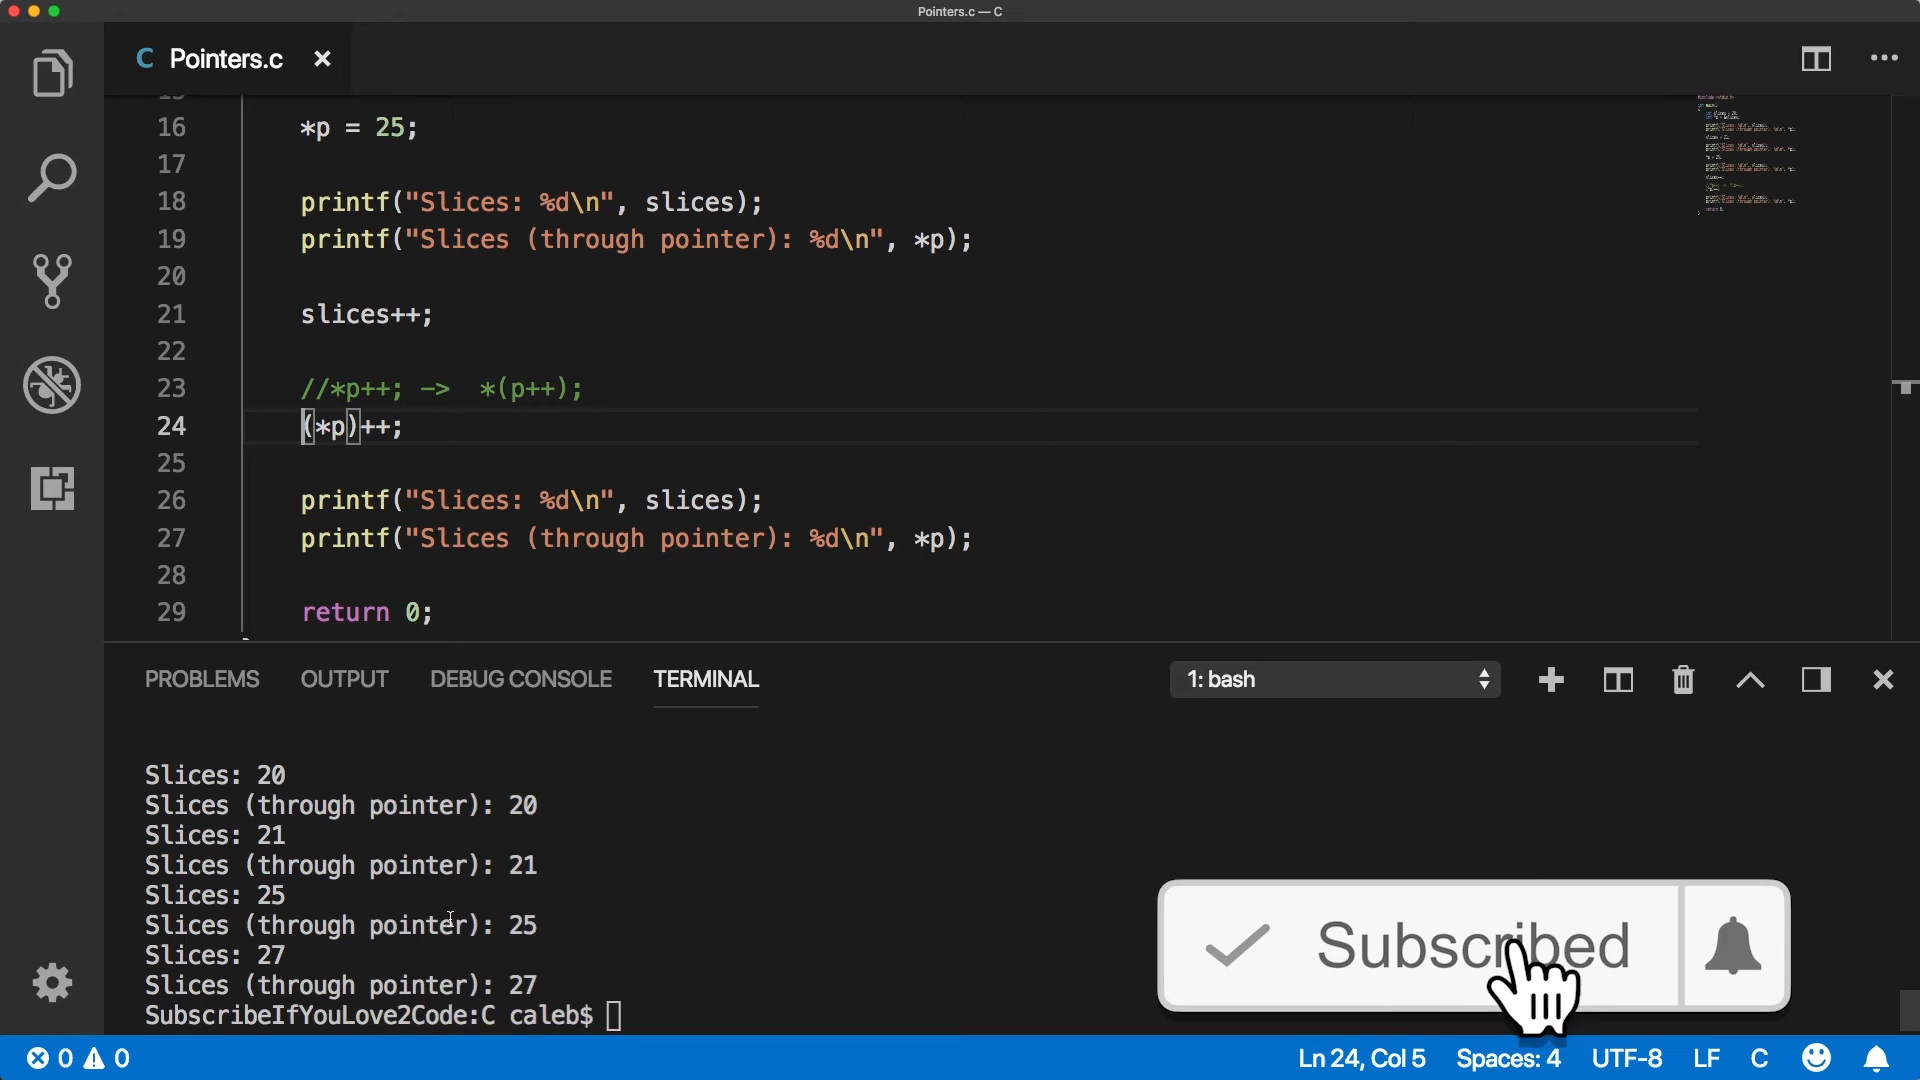 Pointers.c — C
C Pointers.c ×
16 *p = 25;
17
18 printf("Slices: %d\n", slices);
19 printf("Slices (through pointer): %d\n", *p);
20
21 slices++;
22
23 //*p++; -> *(p++);
24 (*p)++;
25
26 printf("Slices: %d\n", slices);
27 printf("Slices (through pointer): %d\n", *p);
28
29 return 0;
PROBLEMS OUTPUT DEBUG CONSOLE TERMINAL 1: bash
Slices: 20
Slices (through pointer): 20
Slices: 21
Slices (through pointer): 21
Slices: 25
Slices (through pointer): 25
Slices: 27
Slices (through pointer): 27
SubscribeIfYouLove2Code:C caleb$
Subscribed
0 0 Ln 24, Col 5 Spaces: 4 UTF-8 LF C